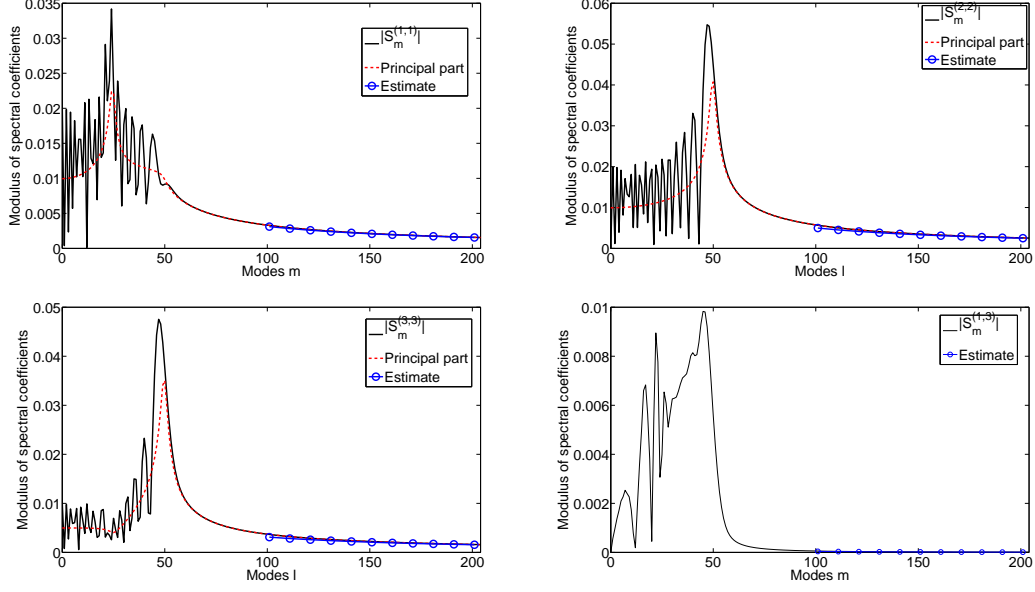 Modulus of spectral coefficients
0.035
0.03
0.025
0.02
0.015
0.01
0.005
0
0 50 100 150 200
Modes m
|S_m^(1,1)|
Principal part
Estimate
Modulus of spectral coefficients
0.06
0.05
0.04
0.03
0.02
0.01
0
0 50 100 150 200
Modes l
|S_m^(2,2)|
Principal part
Estimate
Modulus of spectral coefficients
0.05
0.04
0.03
0.02
0.01
0
0 50 100 150 200
Modes l
|S_m^(3,3)|
Principal part
Estimate
Modulus of spectral coefficients
0.01
0.008
0.006
0.004
0.002
0
0 50 100 150 200
Modes m
|S_m^(1,3)|
Estimate